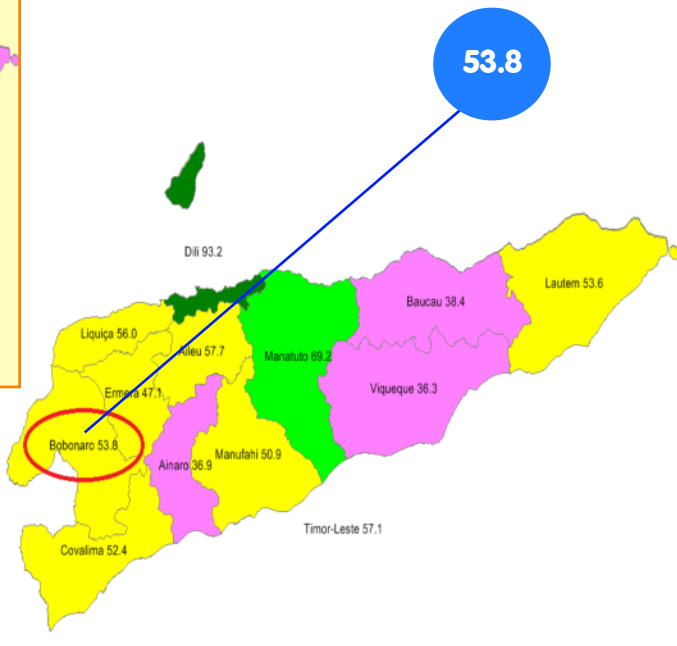 53.8
Dili 93.2
Lautem 53.6
Baucau 38.4
Liquiça 56.0
Aileu 57.7
Manatuto 69.2
Ermera 47.1
Viqueque 36.3
Bobonaro 53.8
Manufahi 50.9
Ainaro 36.9
Timor-Leste 57.1
Covalima 52.4